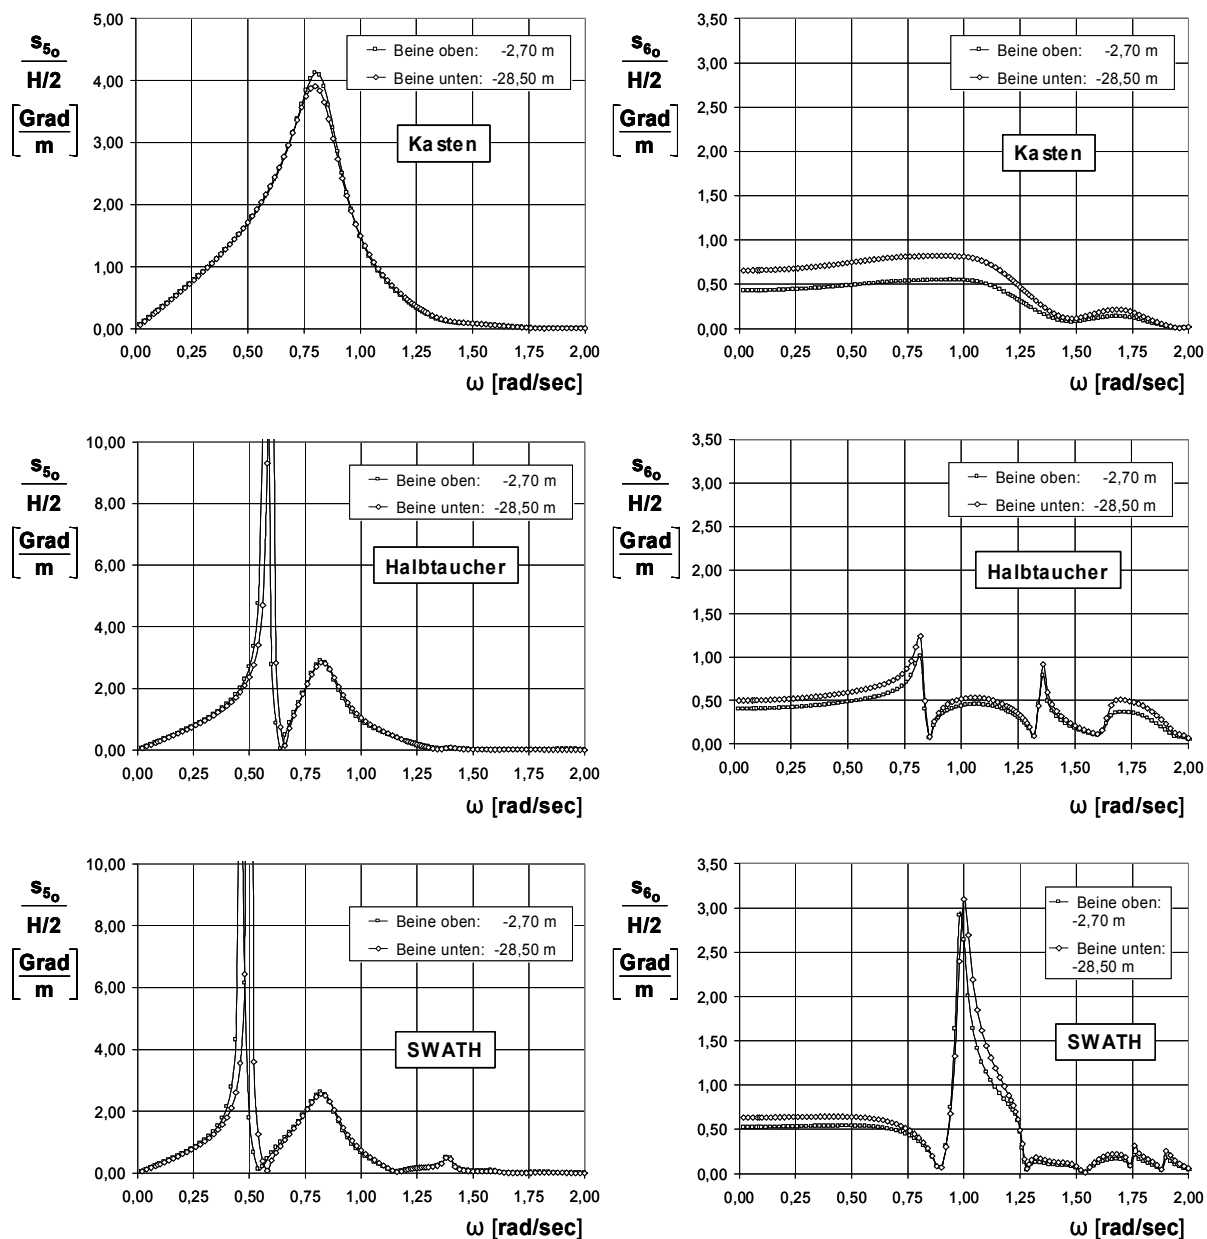 s5o
H/2
[Grad
m]
5,00
4,00
3,00
2,00
1,00
0,00
Beine oben: -2,70 m
Beine unten: -28,50 m
Kasten
0,00 0,25 0,50 0,75 1,00 1,25 1,50 1,75 2,00
ω [rad/sec]
s6o
H/2
[Grad
m]
3,50
3,00
2,50
2,00
1,50
1,00
0,50
0,00
Beine oben: -2,70 m
Beine unten: -28,50 m
Kasten
0,00 0,25 0,50 0,75 1,00 1,25 1,50 1,75 2,00
ω [rad/sec]
s5o
H/2
[Grad
m]
10,00
8,00
6,00
4,00
2,00
0,00
Beine oben: -2,70 m
Beine unten: -28,50 m
Halbtaucher
0,00 0,25 0,50 0,75 1,00 1,25 1,50 1,75 2,00
ω [rad/sec]
s6o
H/2
[Grad
m]
3,50
3,00
2,50
2,00
1,50
1,00
0,50
0,00
Beine oben: -2,70 m
Beine unten: -28,50 m
Halbtaucher
0,00 0,25 0,50 0,75 1,00 1,25 1,50 1,75 2,00
ω [rad/sec]
s5o
H/2
[Grad
m]
10,00
8,00
6,00
4,00
2,00
0,00
Beine oben: -2,70 m
Beine unten: -28,50 m
SWATH
0,00 0,25 0,50 0,75 1,00 1,25 1,50 1,75 2,00
ω [rad/sec]
s6o
H/2
[Grad
m]
3,50
3,00
2,50
2,00
1,50
1,00
0,50
0,00
Beine oben:
-2,70 m
Beine unten:
-28,50 m
SWATH
0,00 0,25 0,50 0,75 1,00 1,25 1,50 1,75 2,00
ω [rad/sec]